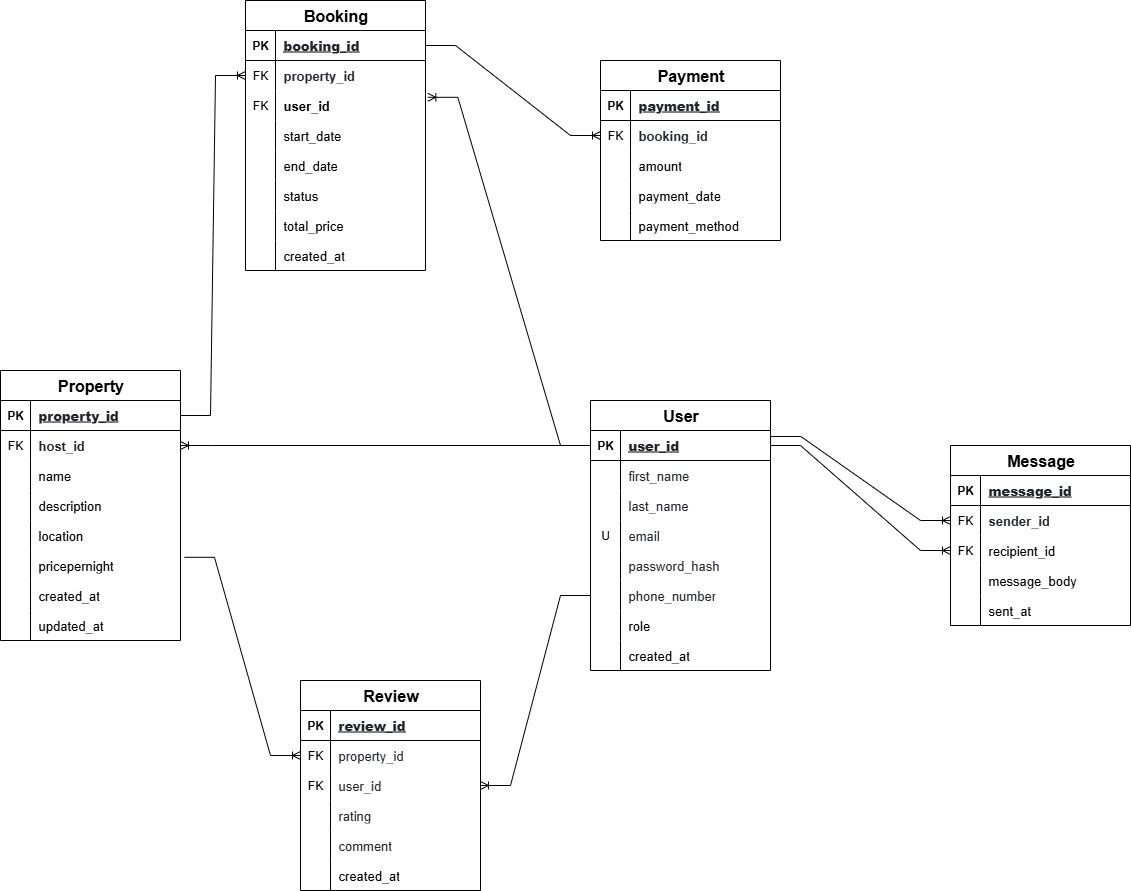 Booking
PK booking_id
FK property_id
FK user_id
start_date
end_date
status
total_price
created_at
Payment
PK payment_id
FK booking_id
amount
payment_date
payment_method
Property
PK property_id
FK host_id
name
description
location
pricepernight
created_at
updated_at
User
PK user_id
first_name
last_name
U email
password_hash
phone_number
role
created_at
Message
PK message_id
FK sender_id
FK recipient_id
message_body
sent_at
Review
PK review_id
FK property_id
FK user_id
rating
comment
created_at